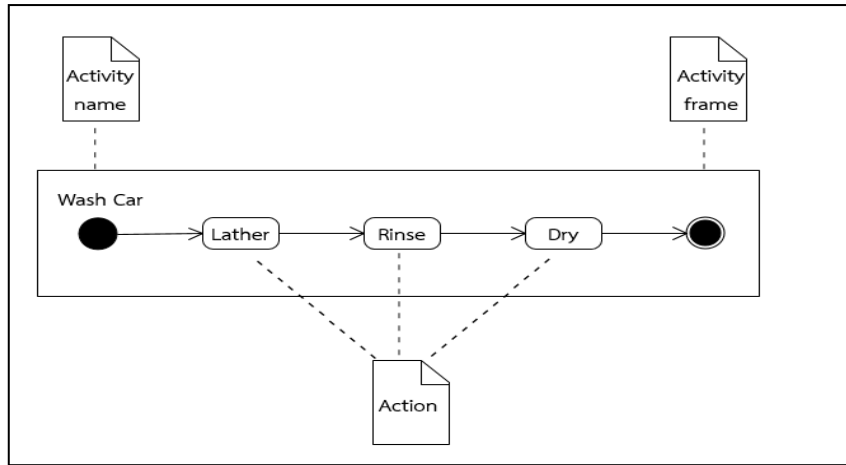 Activity
name
Activity
frame
Wash Car
Lather
Rinse
Dry
Action